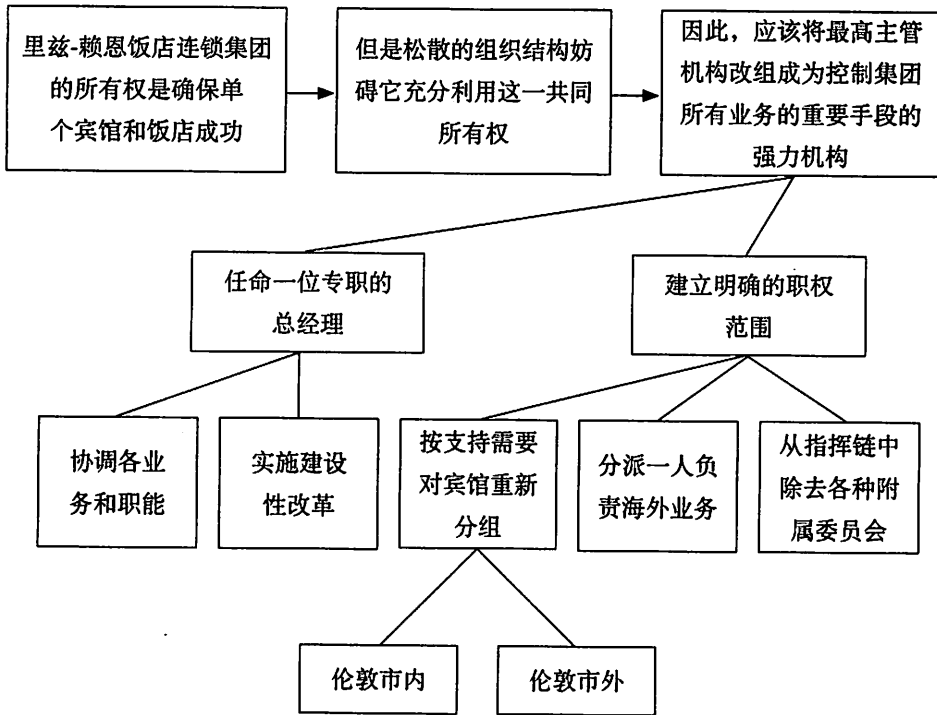 里兹-赖恩饭店连锁集团
的所有权是确保单
个宾馆和饭店成功
但是松散的组织结构妨
碍它充分利用这一共同
所有权
因此，应该将最高主管
机构改组成为控制集团
所有业务的重要手段的
强力机构
任命一位专职的
总经理
建立明确的职权
范围
协调各业
务和职能
实施建设
性改革
按支持需要
对宾馆重新
分组
分派一人负
责海外业务
从指挥链中
除去各种附
属委员会
伦敦市内
伦敦市外